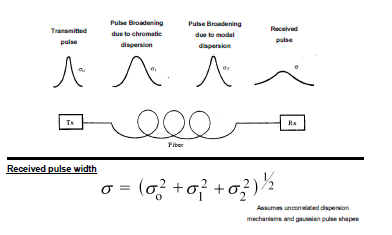 Transmitted
pulse
Pulse Broadening
due to chromatic
dispersion
Pulse Broadening
due to modal
dispersion
Received
pulse
σ₀
σ₁
σ₂
σ
Tx
Rx
Fiber
Received pulse width
σ = (σ₀² + σ₁² + σ₂²)^½
Assumes uncorrelated dispersion
mechanisms and gaussian pulse shapes